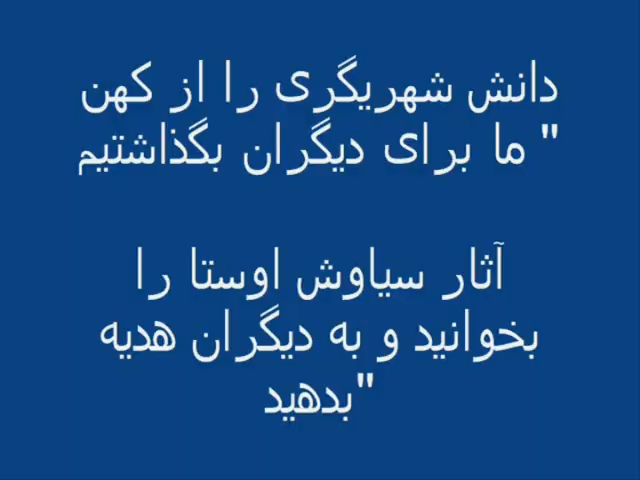 دانش شهریگری را از کهن
" ما برای دیگران بگذاشتیم
آثار سیاوش اوستا را
بخوانید و به دیگران هدیه
بدهید"